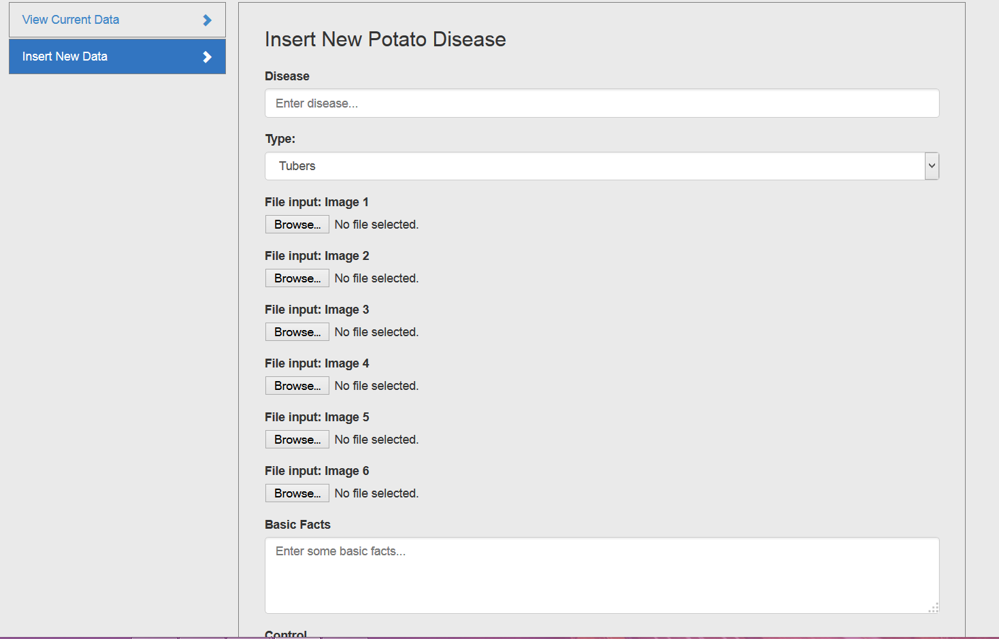 View Current Data
Insert New Data
Insert New Potato Disease
Disease
Enter disease...
Type:
Tubers
File input: Image 1
Browse... No file selected.
File input: Image 2
Browse... No file selected.
File input: Image 3
Browse... No file selected.
File input: Image 4
Browse... No file selected.
File input: Image 5
Browse... No file selected.
File input: Image 6
Browse... No file selected.
Basic Facts
Enter some basic facts...
Control